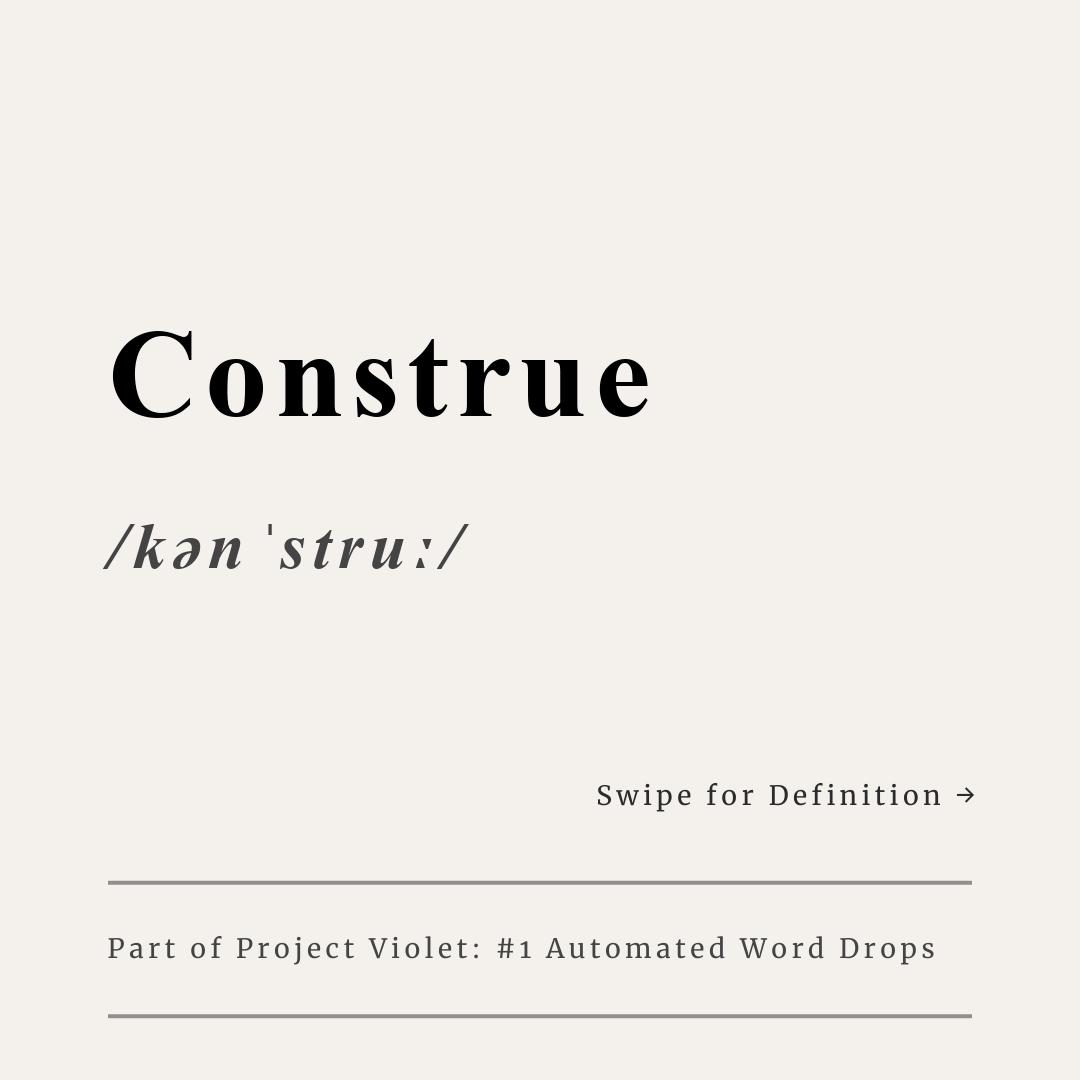 Construe
/kən ˈstruː/
Swipe for Definition →
Part of Project Violet: #1 Automated Word Drops